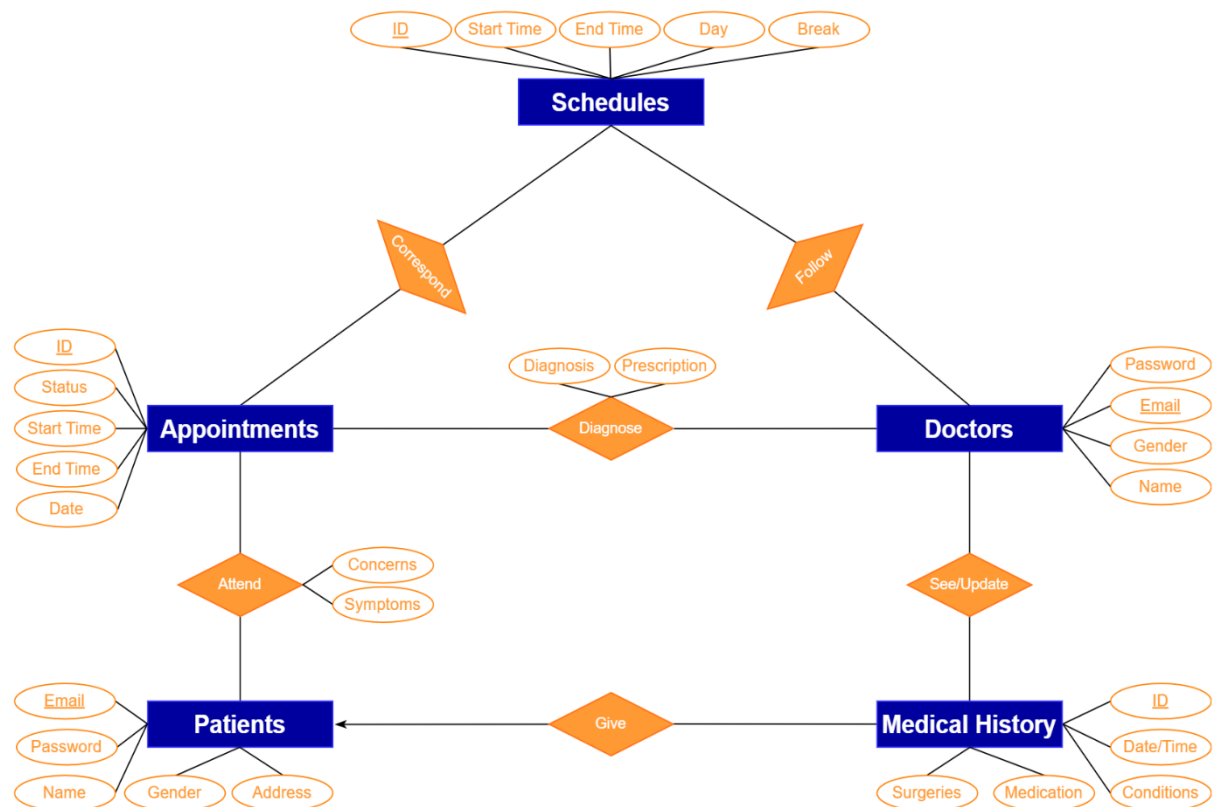 ID
Start Time
End Time
Day
Break
Schedules
Correspond
Follow
ID
Status
Start Time
End Time
Date
Appointments
Diagnosis
Prescription
Diagnose
Doctors
Password
Email
Gender
Name
Attend
Concerns
Symptoms
See/Update
Email
Password
Name
Gender
Address
Patients
Give
Medical History
ID
Date/Time
Conditions
Surgeries
Medication